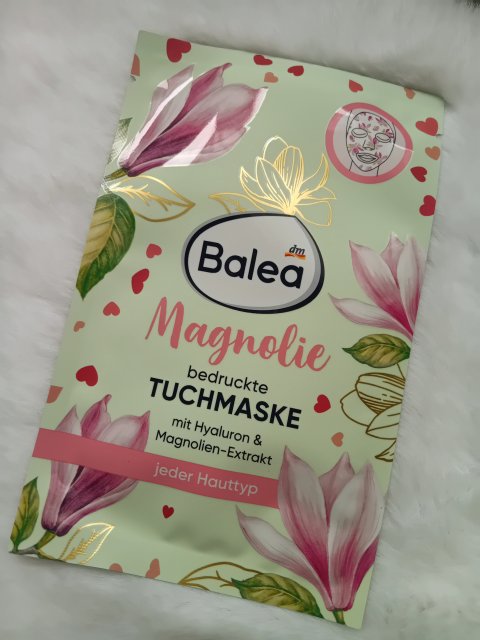 dm
Balea
Magnolie
bedruckte
TUCHMASKE
mit Hyaluron &
Magnolien-Extrakt
jeder Hauttyp